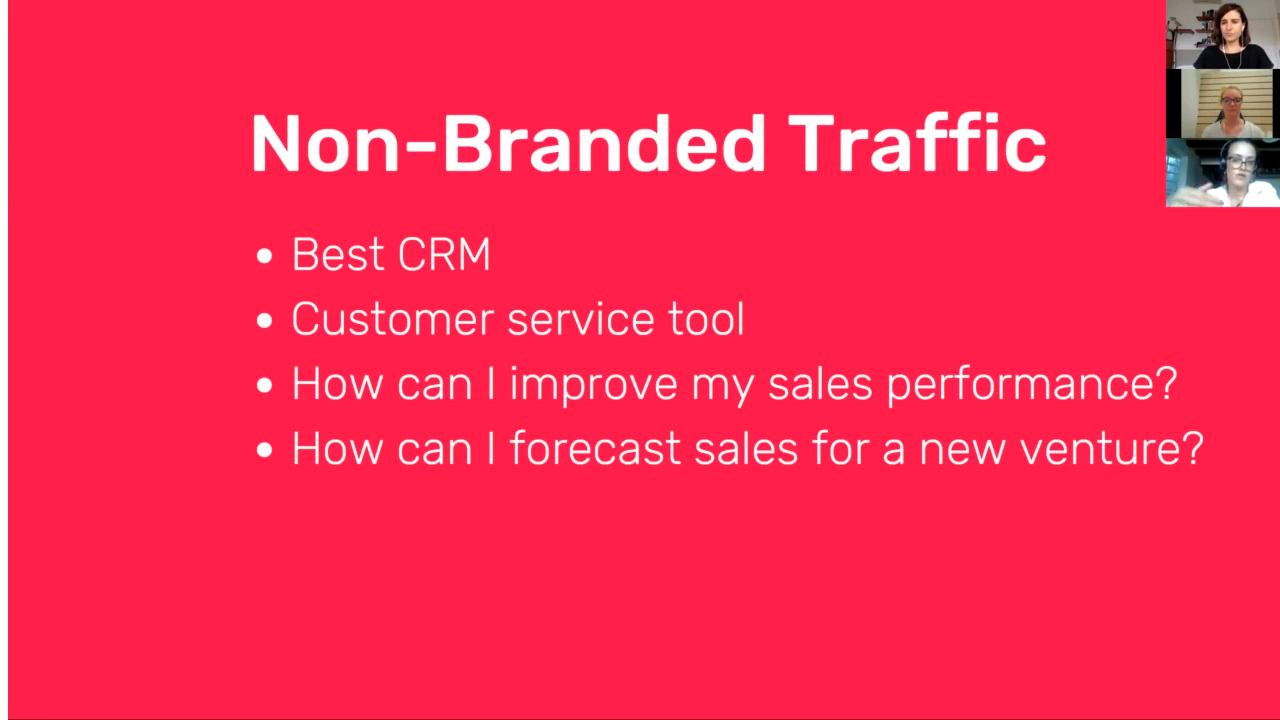 Non-Branded Traffic
• Best CRM
• Customer service tool
• How can I improve my sales performance?
• How can I forecast sales for a new venture?